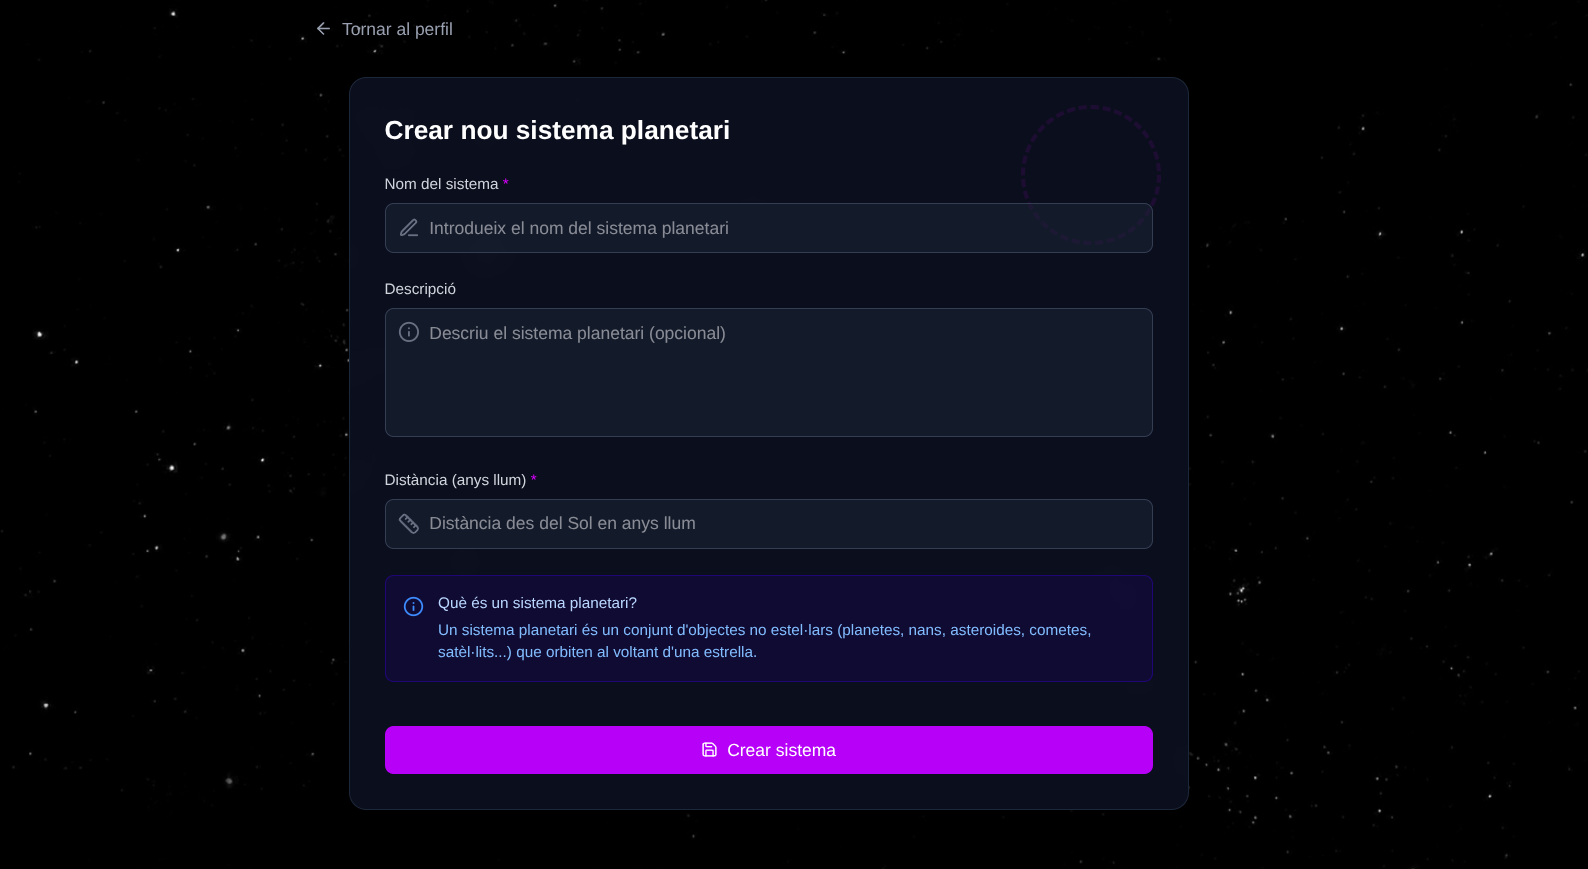 Tornar al perfil
Crear nou sistema planetari
Nom del sistema *
Introdueix el nom del sistema planetari
Descripció
Descriu el sistema planetari (opcional)
Distància (anys llum) *
Distància des del Sol en anys llum
Què és un sistema planetari?
Un sistema planetari és un conjunt d'objectes no estel·lars (planetes, nans, asteroides, cometes,
satèl·lits...) que orbiten al voltant d'una estrella.
Crear sistema